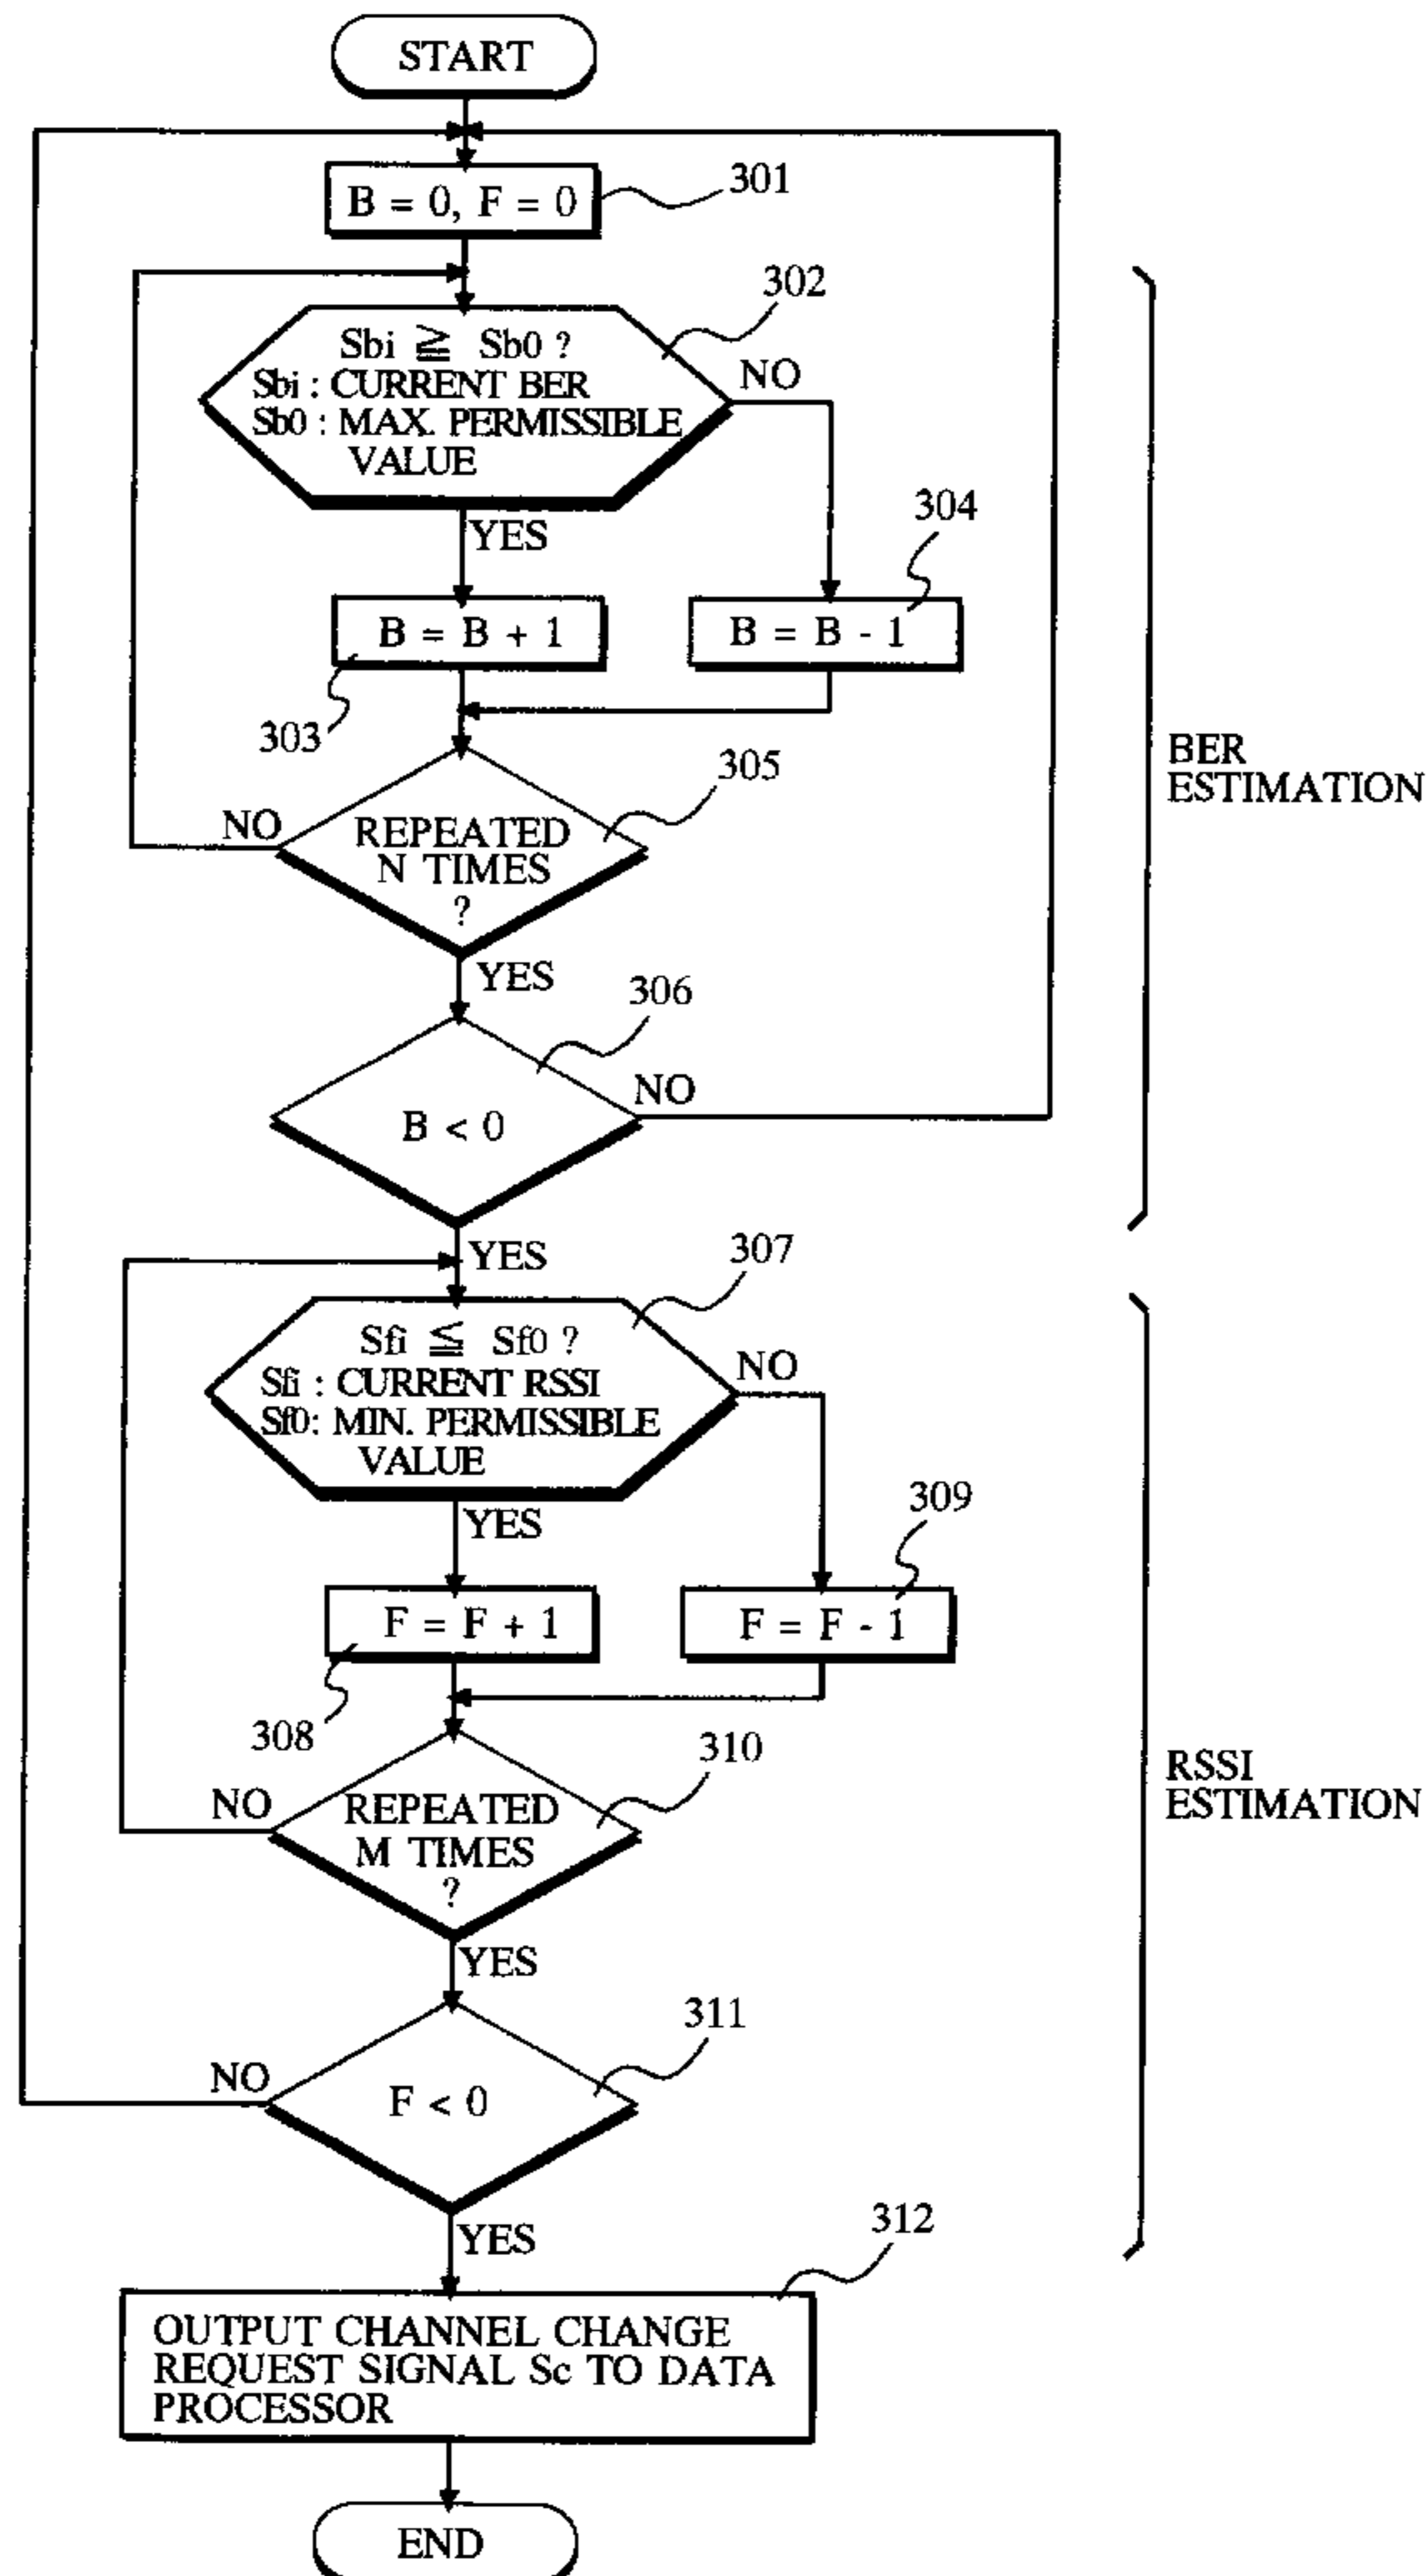 START
301
B = 0, F = 0
302
Sbi ≧ Sb0 ?
NO
Sbi : CURRENT BER
Sb0 : MAX. PERMISSIBLE
VALUE
YES
304
B = B + 1
B = B - 1
303
305
BER
ESTIMATION
NO
REPEATED
N TIMES
?
YES
306
NO
B < 0
YES
307
Sfi ≦ Sf0 ?
NO
Sfi : CURRENT RSSI
Sf0: MIN. PERMISSIBLE
VALUE
YES
309
F = F + 1
F = F - 1
308
310
RSSI
ESTIMATION
NO
REPEATED
M TIMES
?
YES
311
NO
F < 0
YES
312
OUTPUT CHANNEL CHANGE
REQUEST SIGNAL Sc TO DATA
PROCESSOR
END